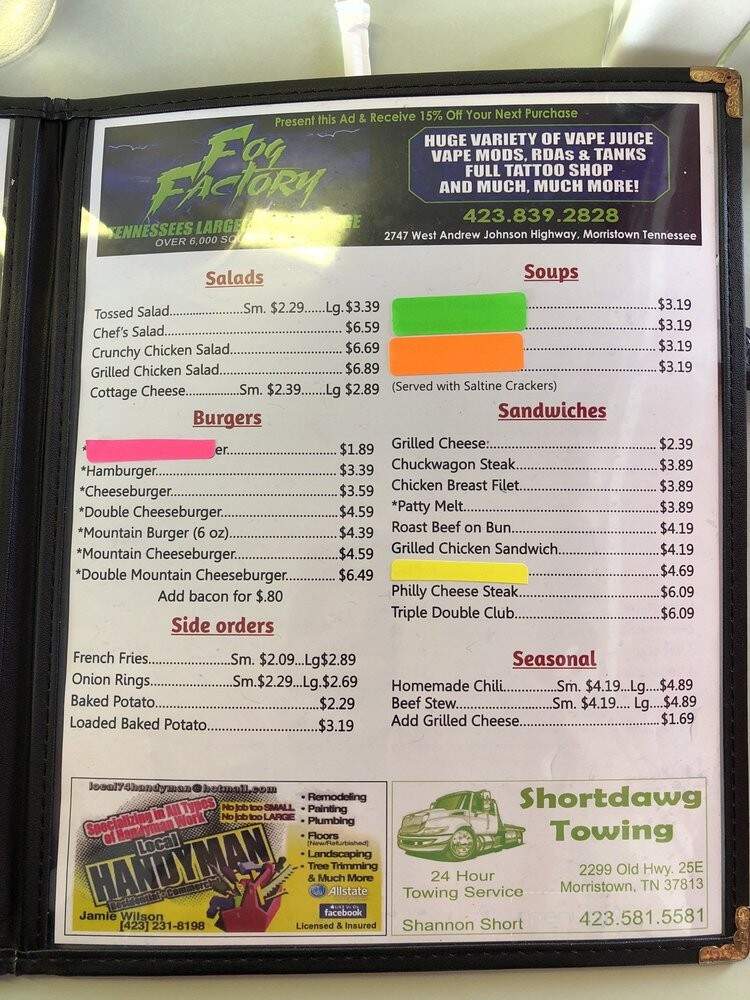 Present this Ad & Receive 15% Off Your Next Purchase
Fog
Factory
TENNESSEES
OVER 6,000
HUGE VARIETY OF VAPE JUICE
VAPE MODS, RDAs & TANKS
FULL TATTOO SHOP
AND MUCH, MUCH MORE!
423.839.2828
2747 West Andrew Johnson Highway, Morristown Tennessee
Salads
Tossed Salad....................Sm. $2.29......Lg.$3.39
Chef's Salad..................................................... $6.59
Crunchy Chicken Salad................................. $6.69
Grilled Chicken Salad.................................... $6.89
Cottage Cheese...............Sm. $2.39......Lg $2.89
Burgers
*er............................ $1.89
*Hamburger............................................. $3.39
*Cheeseburger......................................... $3.59
*Double Cheeseburger............................. $4.59
*Mountain Burger (6 oz)........................... $4.39
*Mountain Cheeseburger......................... $4.59
*Double Mountain Cheeseburger............. $6.49
Add bacon for $.80
Side orders
French Fries....................Sm. $2.09...Lg$2.89
Onion Rings....................Sm.$2.29...Lg.$2.69
Baked Potato........................................$2.29
Loaded Baked Potato..........................$3.19
Soups
................................$3.19
................................$3.19
................................$3.19
................................$3.19
(Served with Saltine Crackers)
Sandwiches
Grilled Cheese:......................................... $2.39
Chuckwagon Steak................................... $3.89
Chicken Breast Filet.................................. $3.89
*Patty Melt............................................... $3.89
Roast Beef on Bun.................................... $4.19
Grilled Chicken Sandwich......................... $4.19
................................ $4.69
Philly Cheese Steak...................................$6.09
Triple Double Club....................................$6.09
Seasonal
Homemade Chili.............Sm. $4.19...Lg....$4.89
Beef Stew.......................Sm. $4.19.... Lg....$4.89
Add Grilled Cheese...................................$1.69
local74handyman@hotmail.com
Specializing in All Types
of Handyman Work
No job too SMALL
No job too LARGE
Local
HANDYMAN
Residential - Commercial
Jamie Wilson
[423] 231-8198
• Remodeling
• Painting
• Plumbing
• Floors
[New/Refurbished]
• Landscaping
• Tree Trimming
& Much More
Allstate
facebook
Licensed & Insured
Shortdawg
Towing
24 Hour
Towing Service
Shannon Short
2299 Old Hwy. 25E
Morristown, TN 37813
423.581.5581